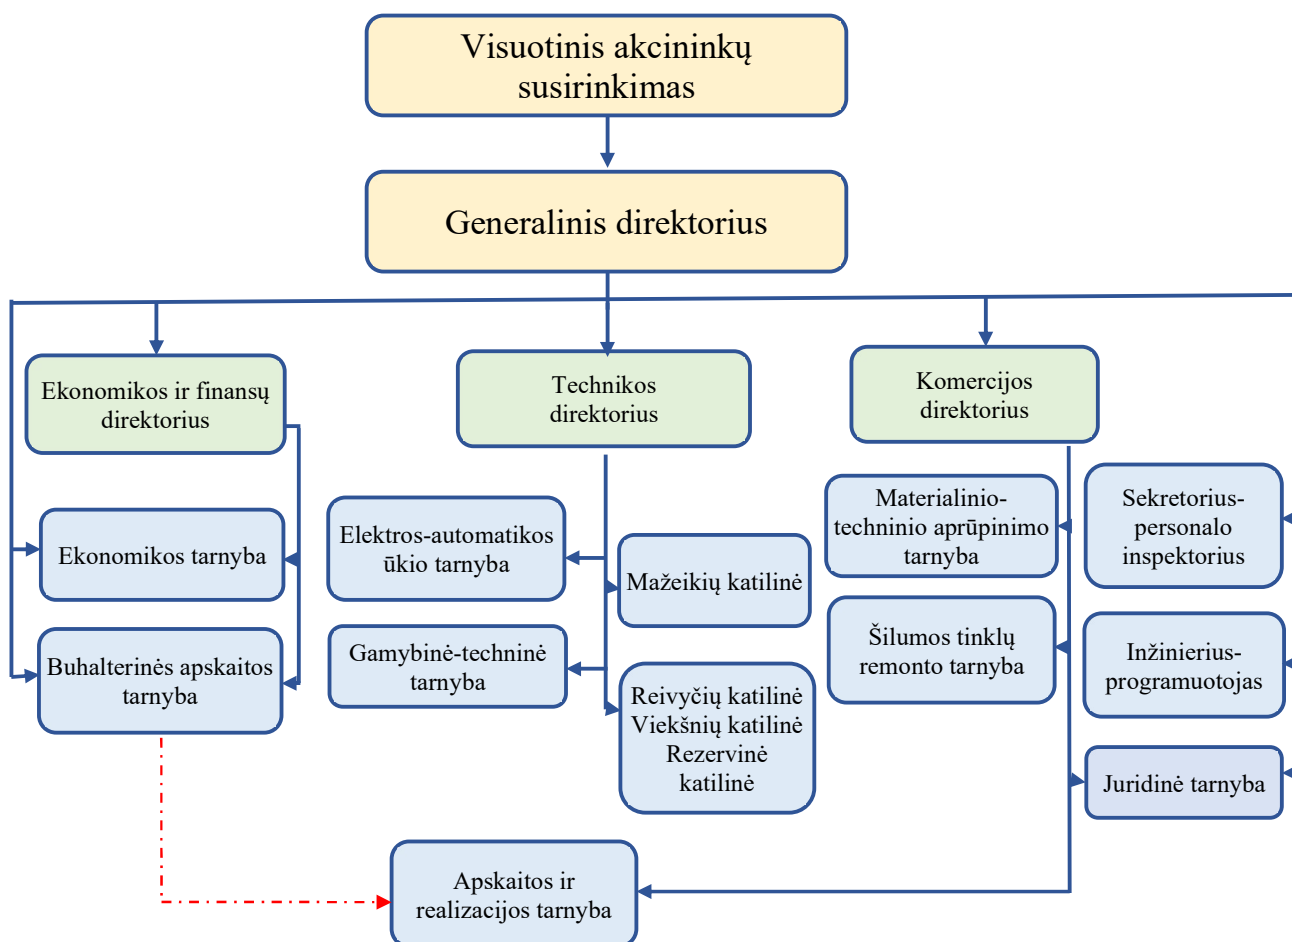 Visuotinis akcininkų
susirinkimas
Generalinis direktorius
Ekonomikos ir finansų
direktorius
Technikos
direktorius
Komercijos
direktorius
Ekonomikos tarnyba
Buhalterinės apskaitos
tarnyba
Elektros-automatikos
ūkio tarnyba
Gamybinė-techninė
tarnyba
Mažeikių katilinė
Reivyčių katilinė
Viekšnių katilinė
Rezervinė
katilinė
Materialinio-
techninio aprūpinimo
tarnyba
Šilumos tinklų
remonto tarnyba
Sekretorius-
personalo
inspektorius
Inžinierius-
programuotojas
Juridinė tarnyba
Apskaitos ir
realizacijos tarnyba